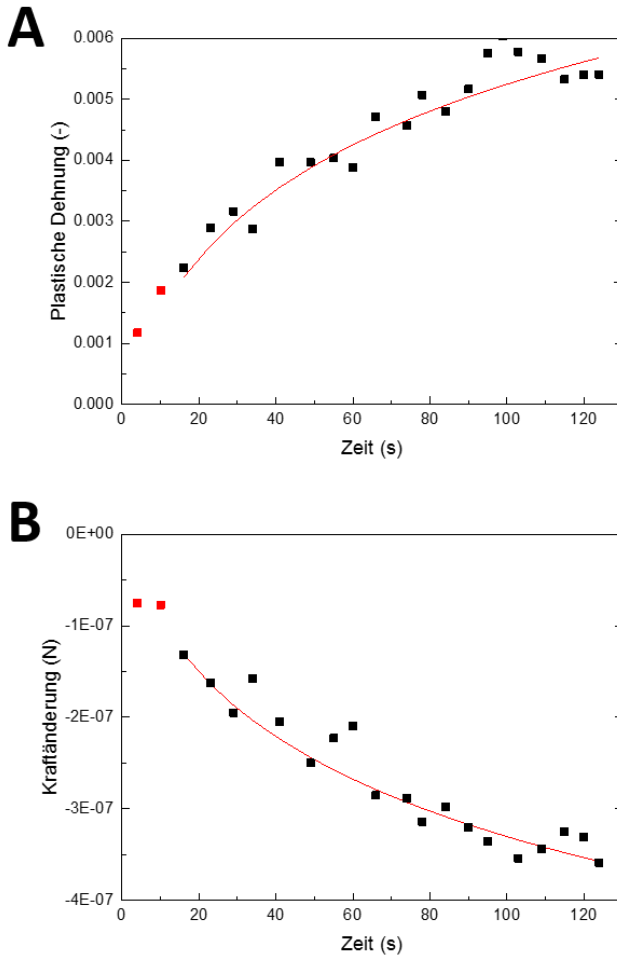 A
0.006
0.005
0.004
0.003
0.002
0.001
0.000
Plastische Dehnung (-)
0 20 40 60 80 100 120
Zeit (s)
B
0E+00
-1E-07
-2E-07
-3E-07
-4E-07
Kraftänderung (N)
0 20 40 60 80 100 120
Zeit (s)